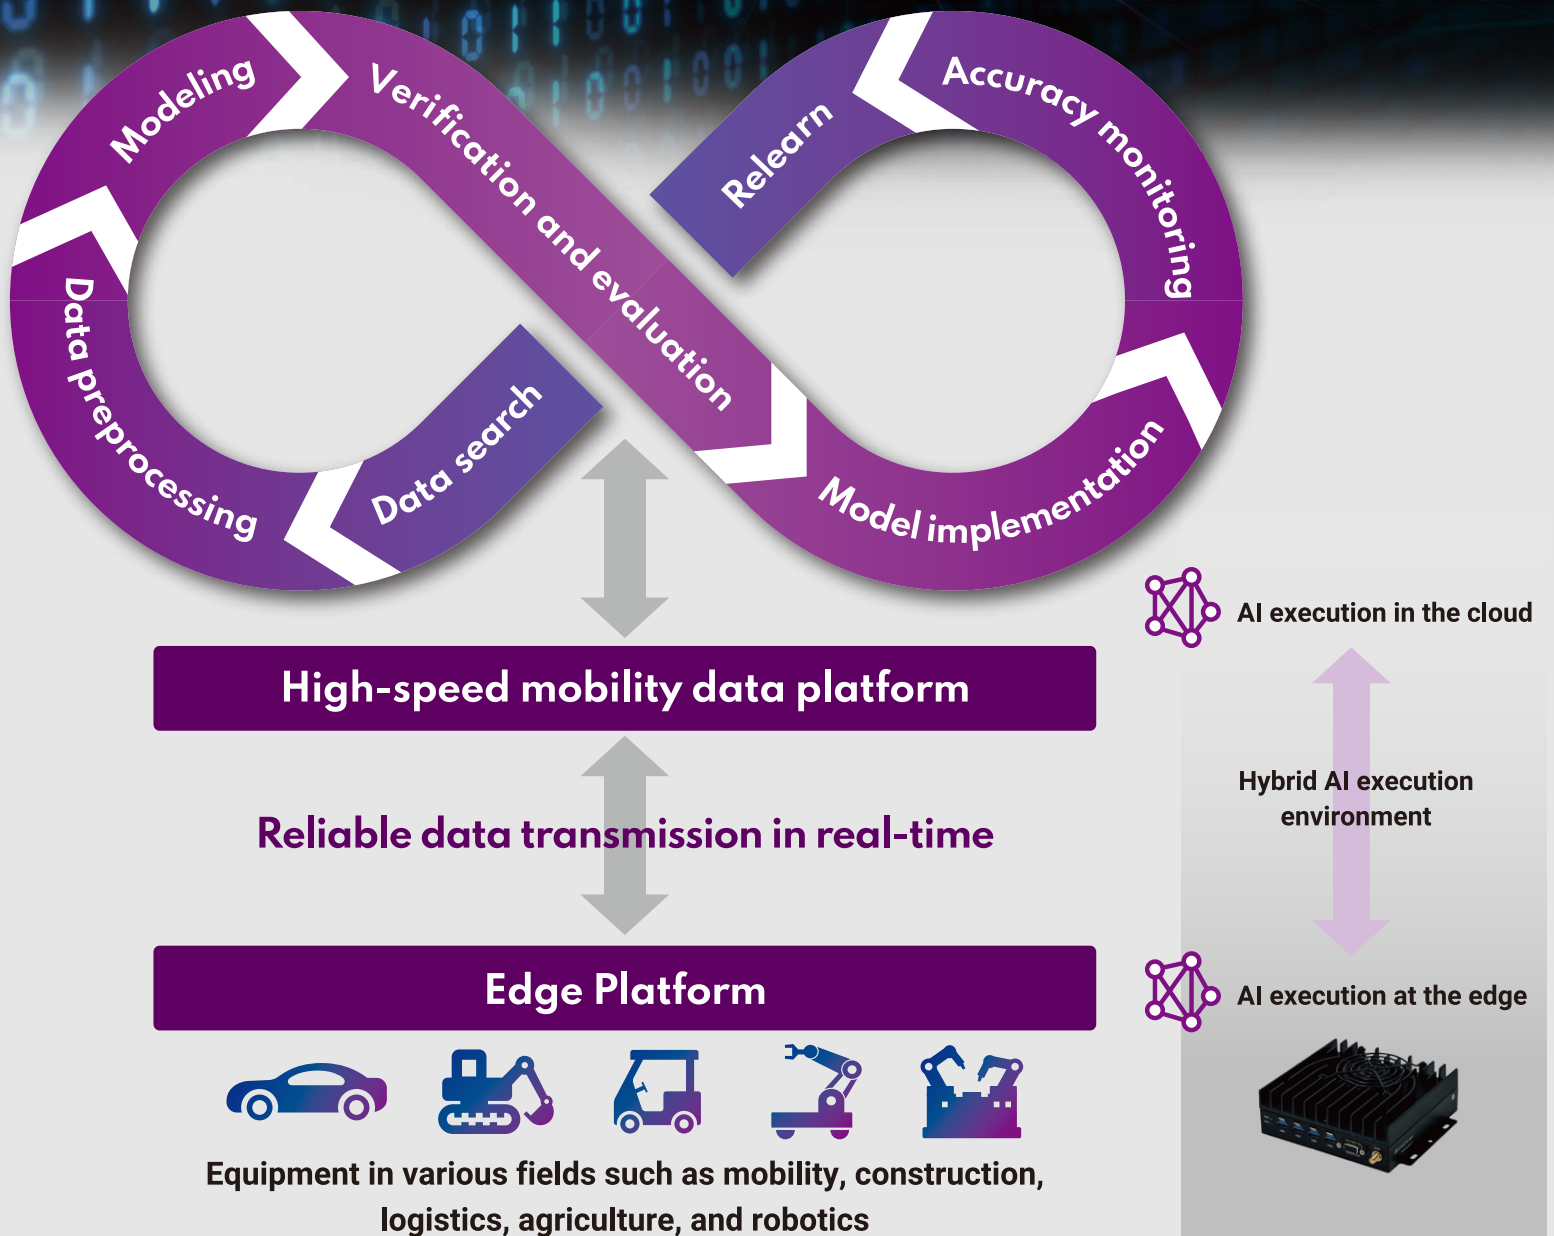 Modeling
Verification and evaluation
Relearn
Accuracy monitoring
Data preprocessing
Data search
Model implementation
AI execution in the cloud
High-speed mobility data platform
Hybrid AI execution
environment
Reliable data transmission in real-time
Edge Platform
AI execution at the edge
Equipment in various fields such as mobility, construction,
logistics, agriculture, and robotics